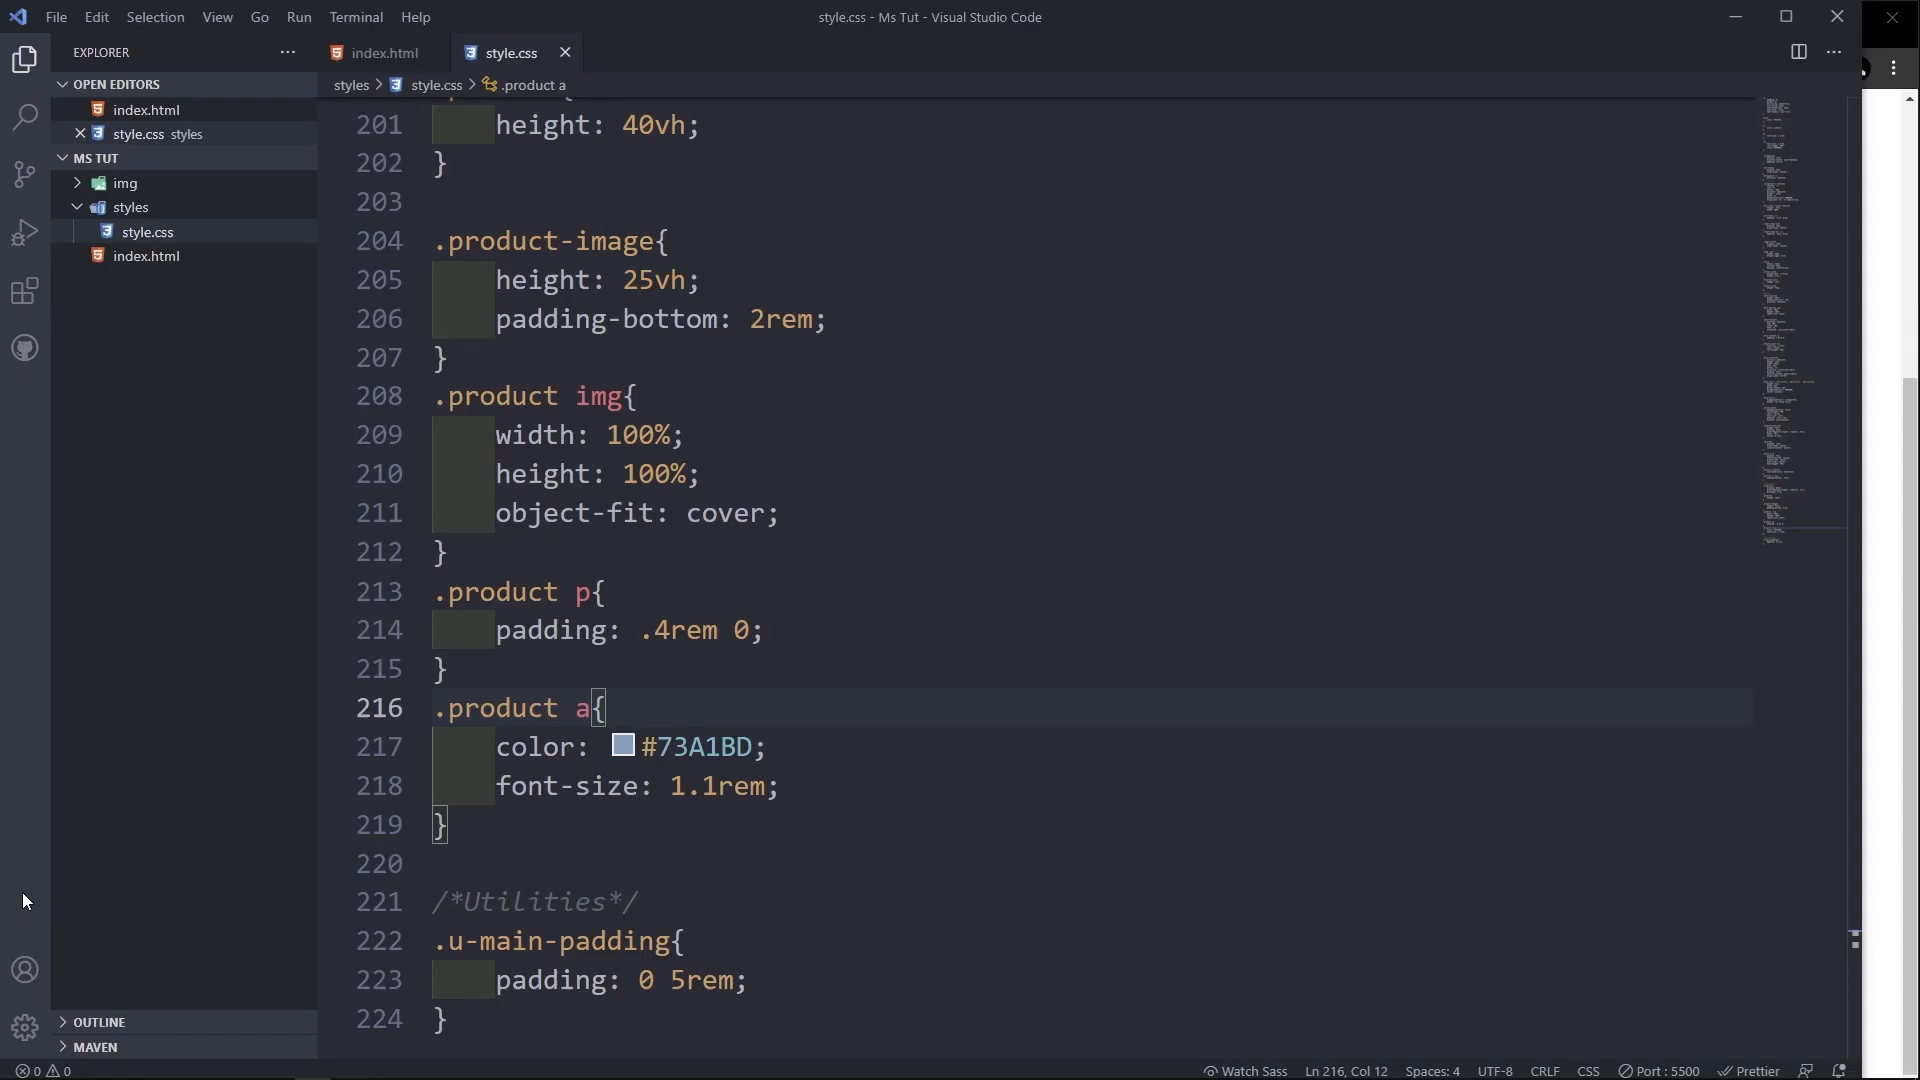 File Edit Selection View Go Run Terminal Help
style.css - Ms Tut - Visual Studio Code
EXPLORER
index.html
style.css
OPEN EDITORS
index.html
style.css styles
MS TUT
img
styles
style.css
index.html
OUTLINE
MAVEN
styles > style.css > .product a
201 height: 40vh;
202 }
203
204 .product-image{
205 height: 25vh;
206 padding-bottom: 2rem;
207 }
208 .product img{
209 width: 100%;
210 height: 100%;
211 object-fit: cover;
212 }
213 .product p{
214 padding: .4rem 0;
215 }
216 .product a{
217 color: #73A1BD;
218 font-size: 1.1rem;
219 }
220
221 /*Utilities*/
222 .u-main-padding{
223 padding: 0 5rem;
224 }
0 0
Watch Sass Ln 216, Col 12 Spaces: 4 UTF-8 CRLF CSS Port : 5500 Prettier